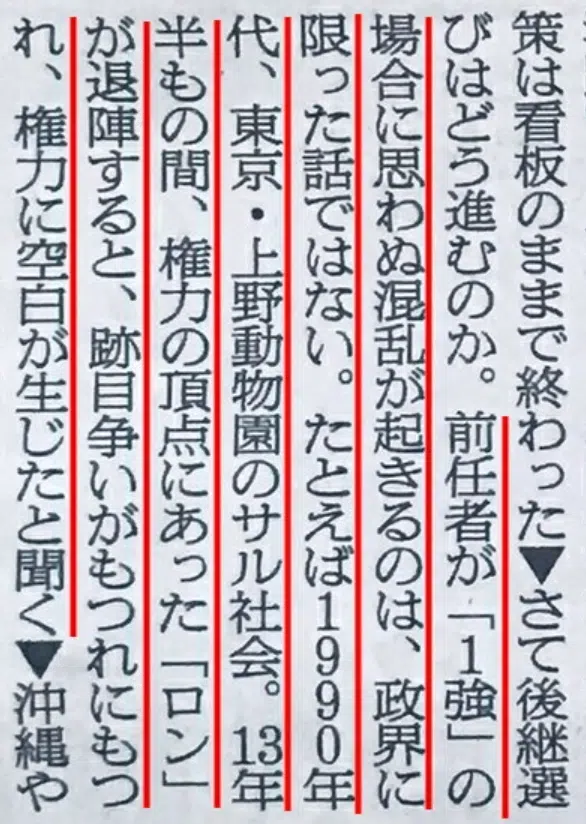 策は看板のままで終わった▼さて後継選
びはどう進むのか。前任者が「1強」の
場合に思わぬ混乱が起きるのは、政界に
限った話ではない。たとえば1990年
代、東京・上野動物園のサル社会。13年
半もの間、権力の頂点にあった「ロン」
が退陣すると、跡目争いがもつれにもつ
れ、権力に空白が生じたと聞く▼沖縄や